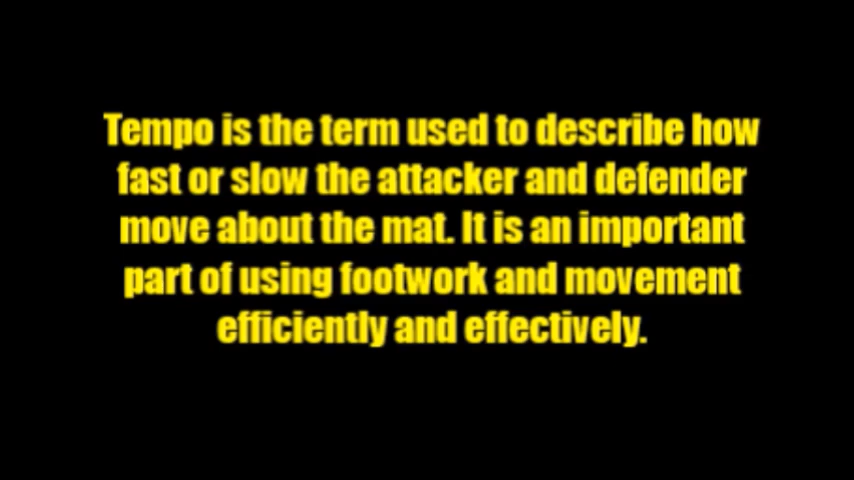 Tempo is the term used to describe how
fast or slow the attacker and defender
move about the mat. It is an important
part of using footwork and movement
efficiently and effectively.